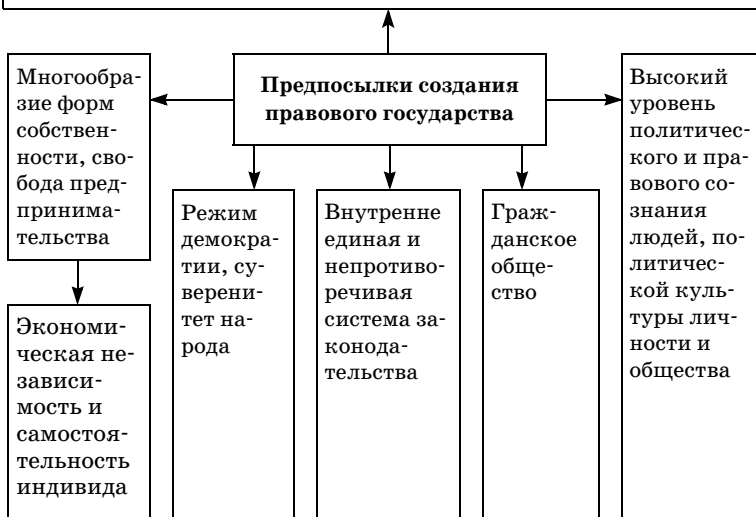 Предпосылки создания
правового государства
Многообра-
зие форм
собствен-
ности, сво-
бода пред-
принима-
тельства
Экономи-
ческая не-
зависи-
мость и
самостоя-
тельность
индивида
Режим
демокра-
тии, су-
верени-
тет на-
рода
Внутренне
единая и
непротиво-
речивая
система за-
конода-
тельства
Граж-
данское
обще-
ство
Высокий
уровень
политичес-
кого и пра-
вового со-
знания
людей, по-
литичес-
кой куль-
туры лич-
ности и
общества